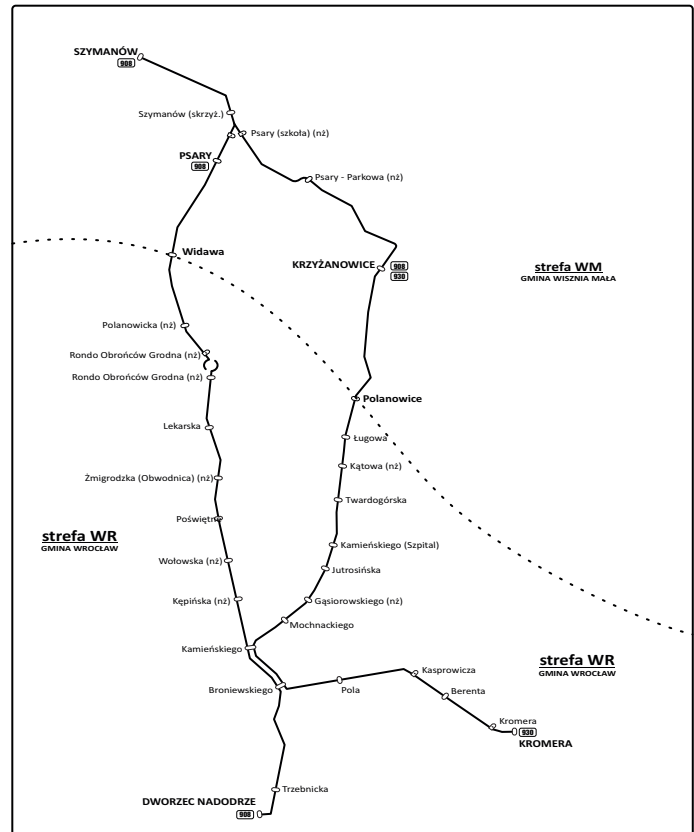 SZYMANÓW
908
Szymanów (skrzyż.)
Psary (szkoła) (nż)
PSARY
908
Psary - Parkowa (nż)
Widawa
KRZYŻANOWICE
908
930
strefa WM
GMINA WISZNIA MAŁA
Polanowicka (nż)
Rondo Obrońców Grodna (nż)
Rondo Obrońców Grodna (nż)
Polanowice
Lekarska
Ługowa
Kątowa (nż)
Żmigrodzka (Obwodnica) (nż)
Twardogórska
Poświętne
strefa WR
GMINA WROCŁAW
Kamieńskiego (Szpital)
Wołowska (nż)
Jutrosińska
Kępińska (nż)
Gąsiorowskiego (nż)
Mochnackiego
Kamieńskiego
strefa WR
GMINA WROCŁAW
Kasprowicza
Broniewskiego
Pola
Berenta
Kromera
930
KROMERA
Trzebnicka
DWORZEC NADODRZE
908